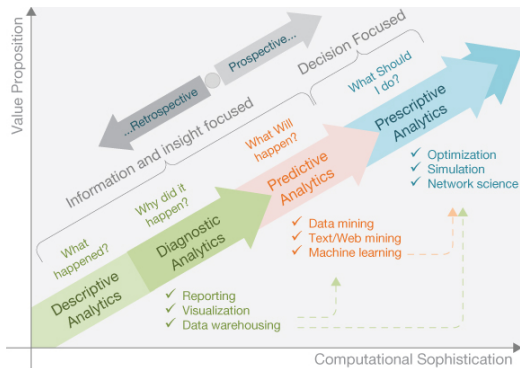 Value Proposition
Computational Sophistication
...Retrospective
Prospective...
Information and insight focused
Decision Focused
What
happened?
Descriptive
Analytics
Why did it
happen?
Diagnostic
Analytics
✓ Reporting
✓ Visualization
✓ Data warehousing
What Will
happen?
Predictive
Analytics
✓ Data mining
✓ Text/Web mining
✓ Machine learning
What Should
I do?
Prescriptive
Analytics
✓ Optimization
✓ Simulation
✓ Network science